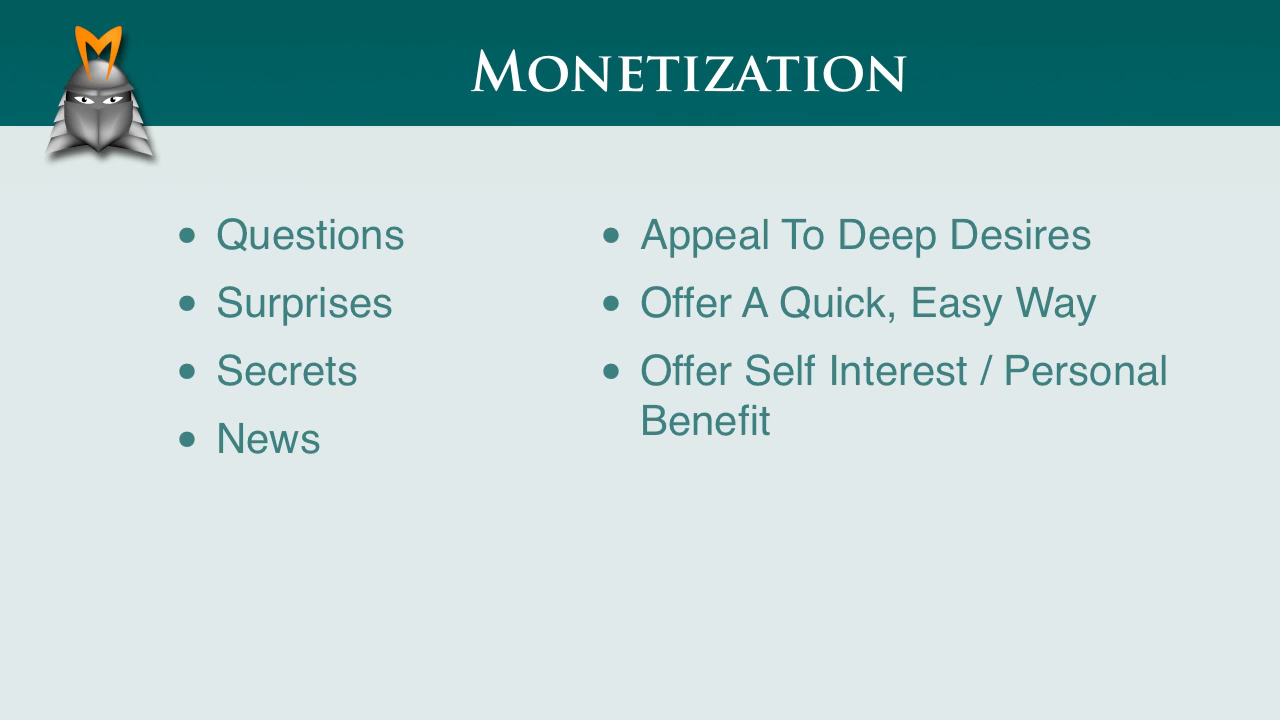 Monetization
• Questions
• Surprises
• Secrets
• News
• Appeal To Deep Desires
• Offer A Quick, Easy Way
• Offer Self Interest / Personal
Benefit